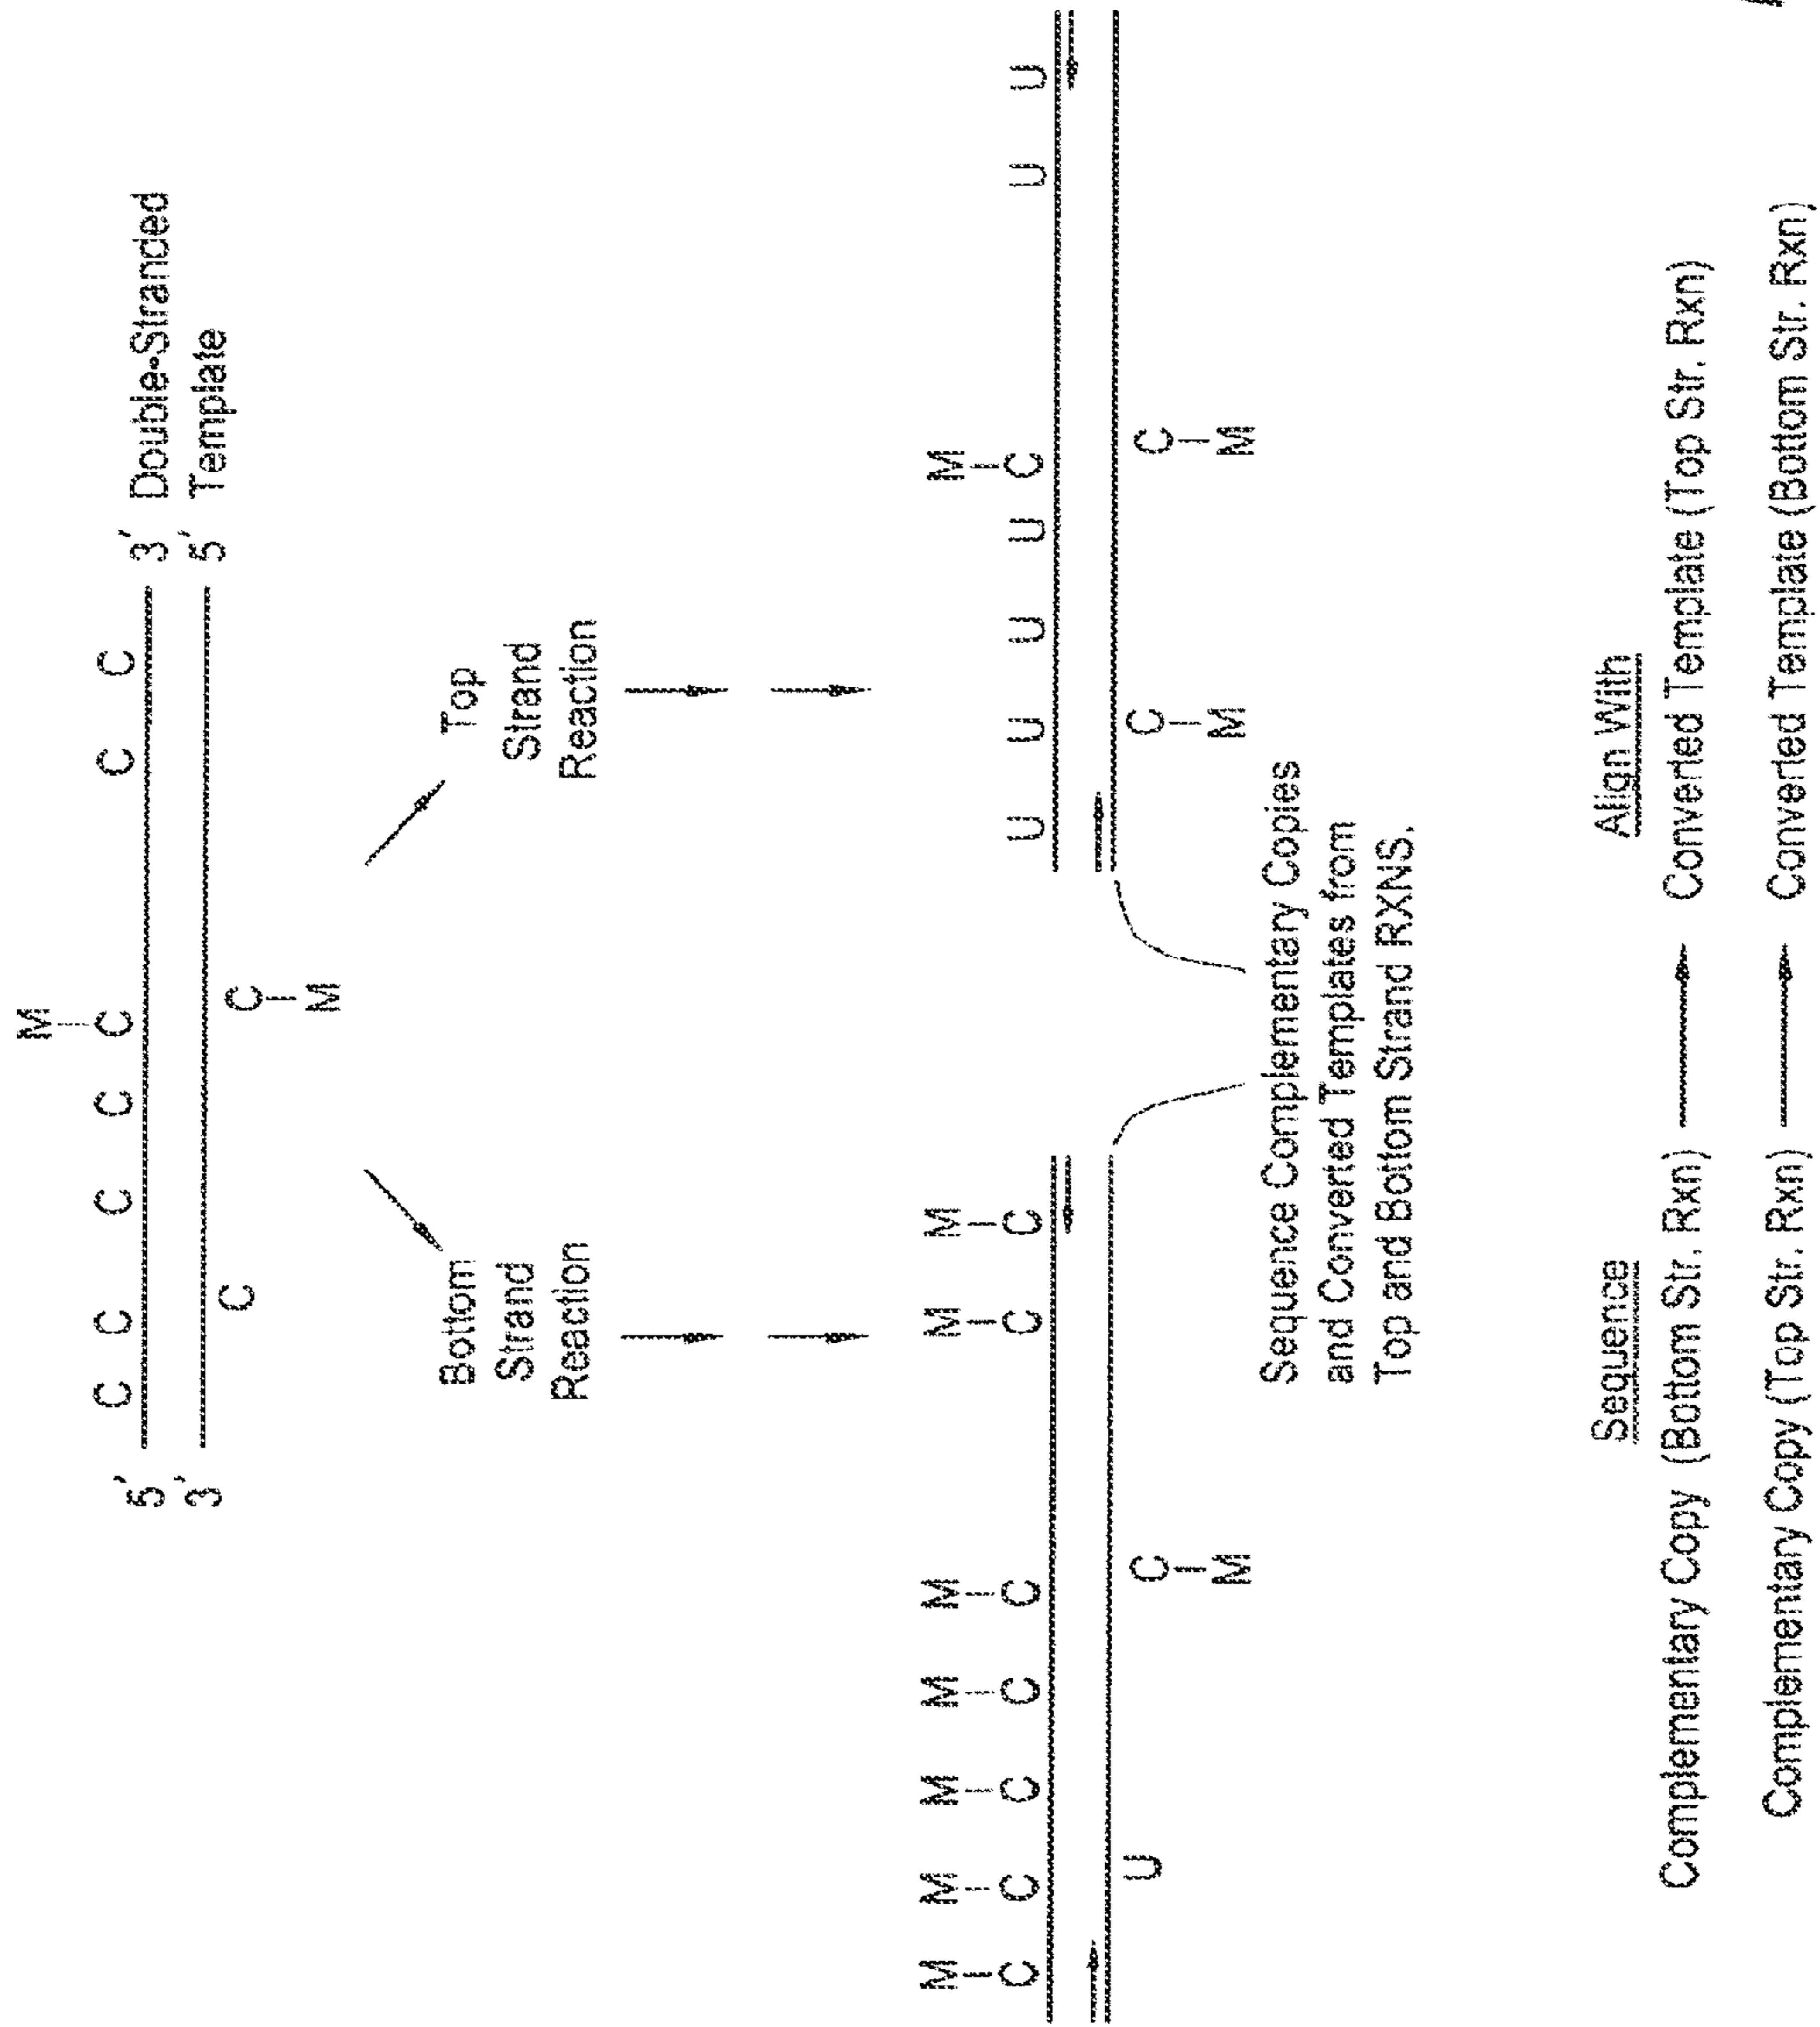 M
C C C C C C C
5' 3' Double-Stranded
3' 5' Template
C C
M
Bottom Strand Reaction
Top Strand Reaction
M M M M M M M
C C C C C C C
U C
M
M
U U U U C U U
C C
M M
Sequence Complementary Copies
and Converted Templates from
Top and Bottom Strand RXNS.
Sequence Align With
Complementary Copy (Bottom Str. Rxn) → Converted Template (Top Str. Rxn)
Complementary Copy (Top Str. Rxn) → Converted Template (Bottom Str. Rxn)